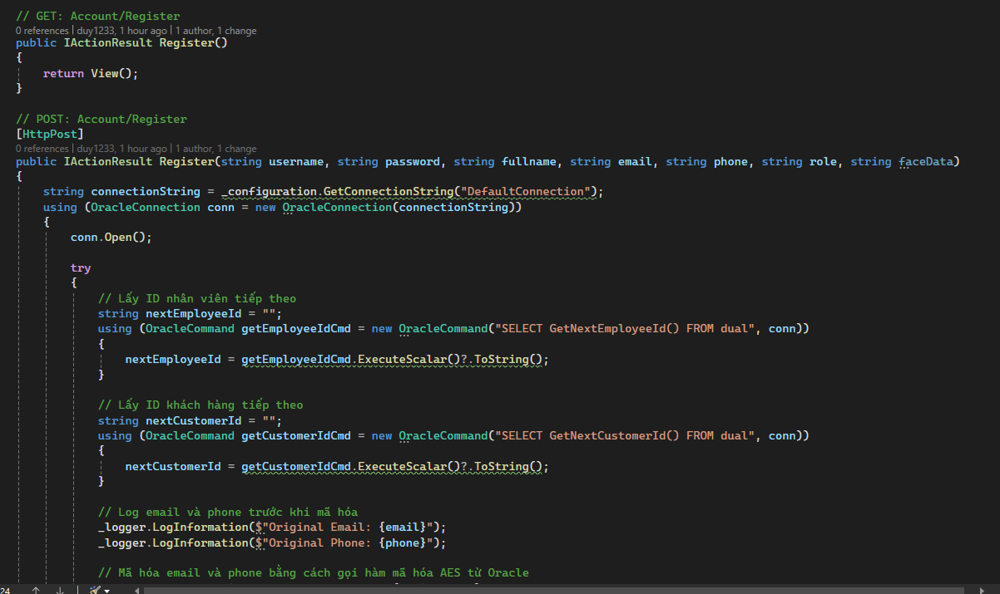 // GET: Account/Register
0 references | duy1233, 1 hour ago | 1 author, 1 change
public IActionResult Register()
{
return View();
}
// POST: Account/Register
[HttpPost]
0 references | duy1233, 1 hour ago | 1 author, 1 change
public IActionResult Register(string username, string password, string fullname, string email, string phone, string role, string faceData)
{
string connectionString = _configuration.GetConnectionString("DefaultConnection");
using (OracleConnection conn = new OracleConnection(connectionString))
{
conn.Open();
try
{
// Lấy ID nhân viên tiếp theo
string nextEmployeeId = "";
using (OracleCommand getEmployeeIdCmd = new OracleCommand("SELECT GetNextEmployeeId() FROM dual", conn))
{
nextEmployeeId = getEmployeeIdCmd.ExecuteScalar()?.ToString();
}
// Lấy ID khách hàng tiếp theo
string nextCustomerId = "";
using (OracleCommand getCustomerIdCmd = new OracleCommand("SELECT GetNextCustomerId() FROM dual", conn))
{
nextCustomerId = getCustomerIdCmd.ExecuteScalar()?.ToString();
}
// Log email và phone trước khi mã hóa
_logger.LogInformation($"Original Email: {email}");
_logger.LogInformation($"Original Phone: {phone}");
// Mã hóa email và phone bằng cách gọi hàm mã hóa AES từ Oracle
24